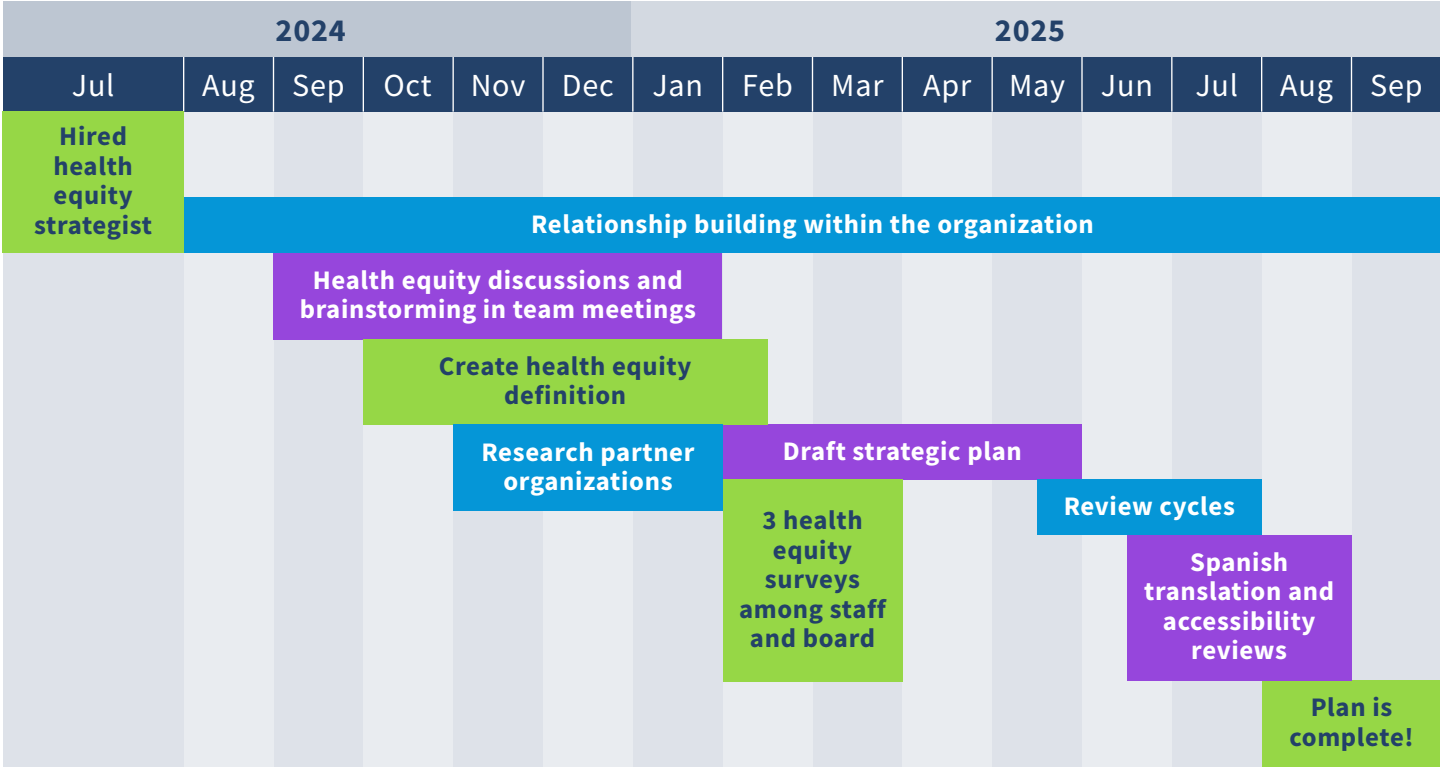 2024 2025
Jul Aug Sep Oct Nov Dec Jan Feb Mar Apr May Jun Jul Aug Sep
Hired
health
equity
strategist
Relationship building within the organization
Health equity discussions and
brainstorming in team meetings
Create health equity
definition
Research partner
organizations
Draft strategic plan
3 health
equity
surveys
among staff
and board
Review cycles
Spanish
translation and
accessibility
reviews
Plan is
complete!